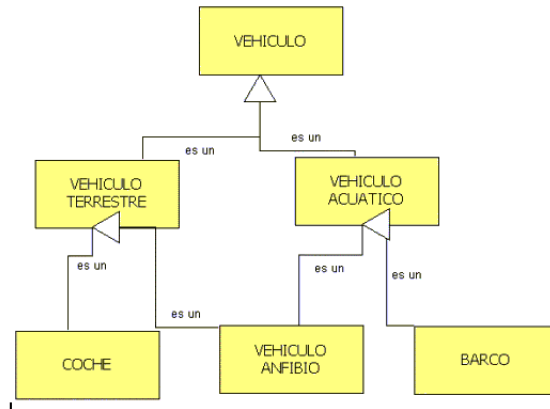 VEHICULO
es un
es un
VEHICULO
TERRESTRE
VEHICULO
ACUATICO
es un
es un
es un
es un
COCHE
VEHICULO
ANFIBIO
BARCO